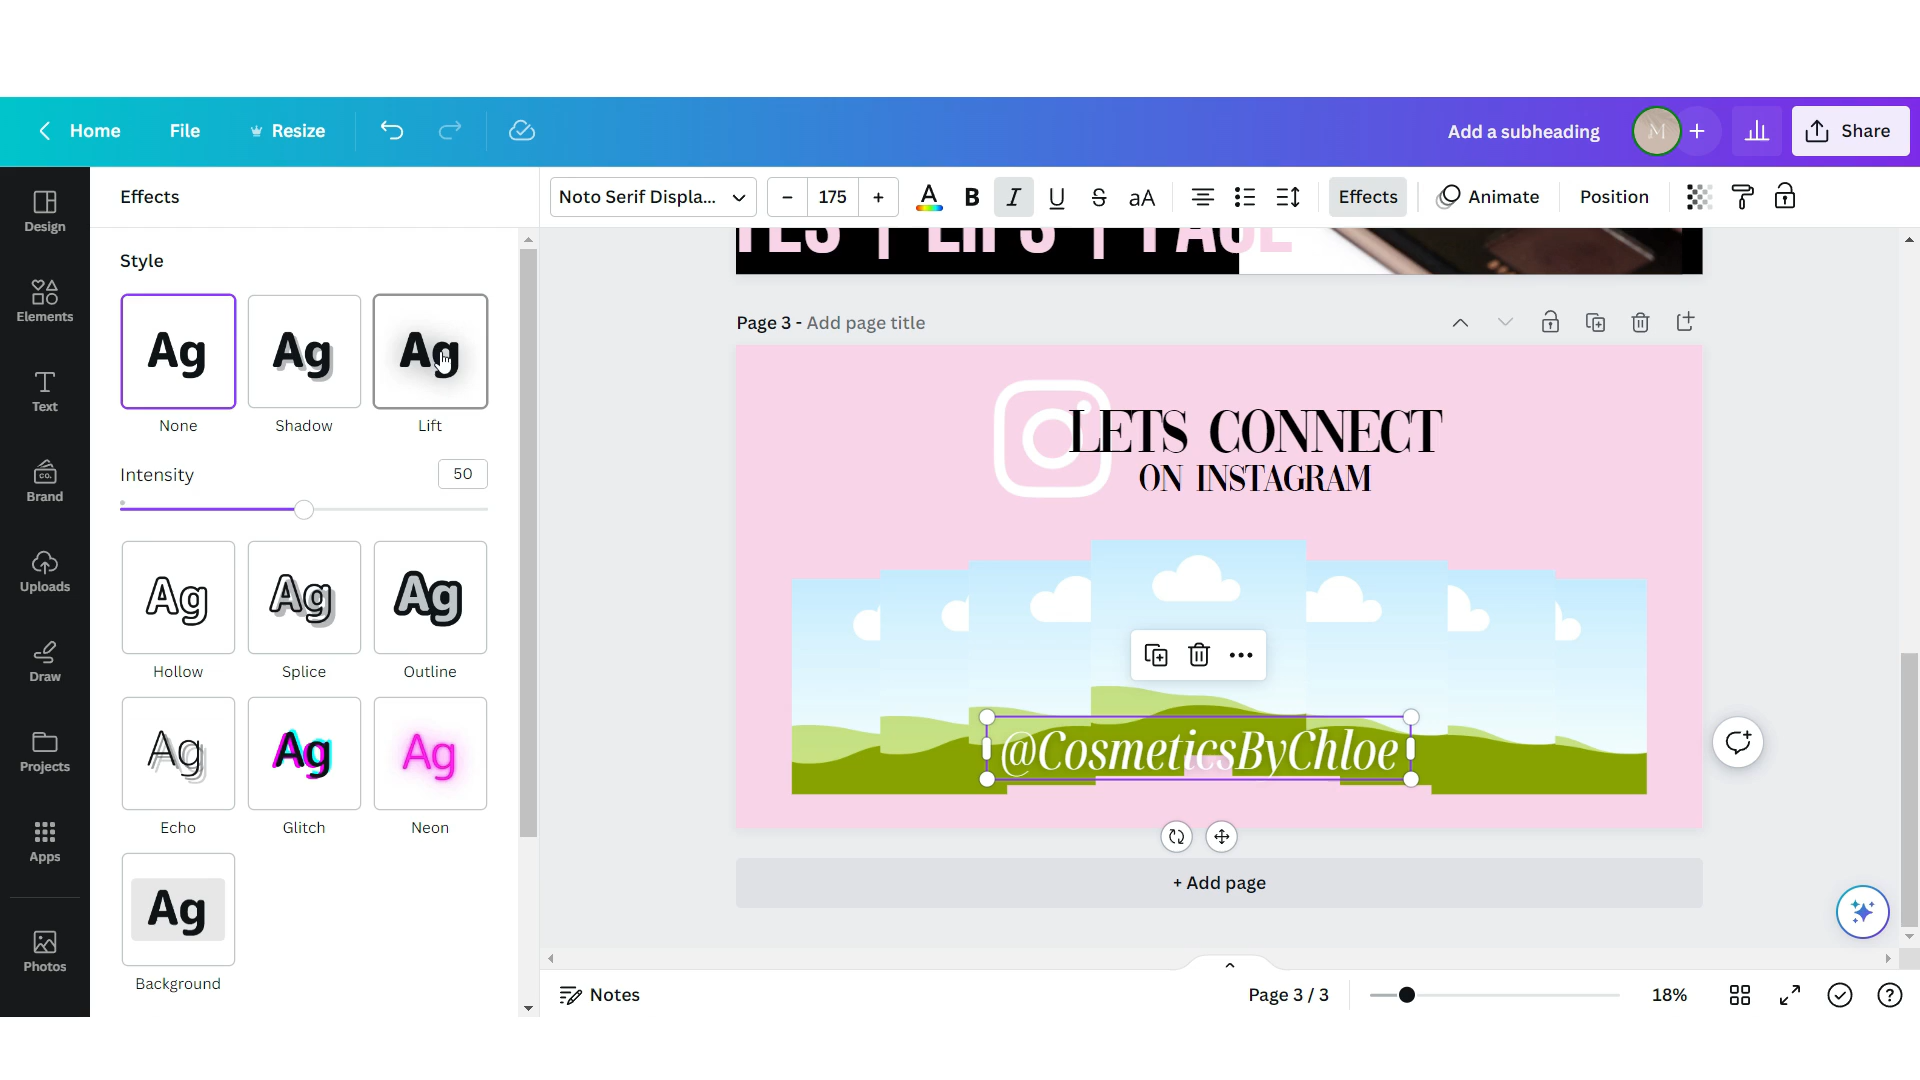 Home
File
Resize
Add a subheading
M
Share
Effects
Noto Serif Displa...
175
B
I
U
S
aA
Effects
Animate
Position
Design
Elements
Text
CO.
Brand
Uploads
Draw
Projects
Apps
Photos
Style
Ag
Ag
Ag
None
Shadow
Lift
Intensity
50
Ag
Ag
Ag
Hollow
Splice
Outline
Ag
Ag
Ag
Echo
Glitch
Neon
Ag
Background
Page 3 - Add page title
LETS CONNECT
ON INSTAGRAM
@CosmeticsByChloe
+ Add page
Notes
Page 3 / 3
18%